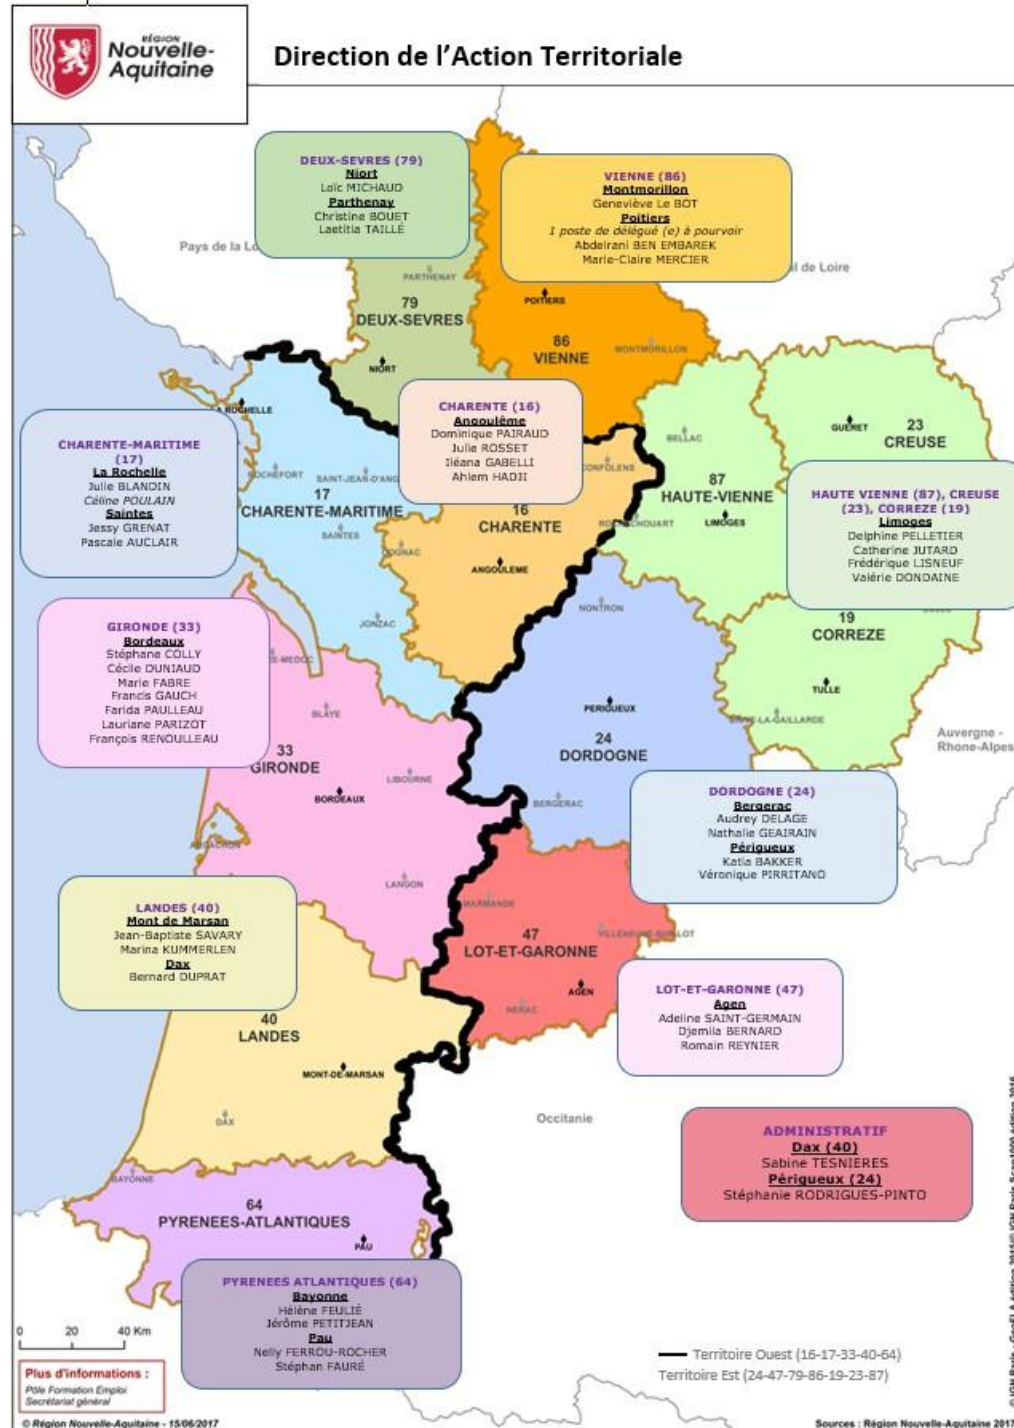 RÉGION
Nouvelle-
Aquitaine
Direction de l'Action Territoriale
DEUX-SEVRES (79)
Niort
Loïc MICHAUD
Parthenay
Christine BOUET
Laetitia TAILLÉ
VIENNE (86)
Montmorillon
Geneviève Le BOT
Poitiers
1 poste de délégué (e) à pourvoir
Abdelrani BEN EMBAREK
Marie-Claire MERCIER
Pays de la
al de Loire
PARTHENAY
79
DEUX-SEVRES
NIORT
POITIERS
86
VIENNE
MONTMORILLON
CHARENTE (16)
Angoulême
Dominique PAIRAUD
Julie ROSSET
Iléana GABELLI
Ahlem HADJI
LA ROCHELLE
CHARENTE-MARITIME
(17)
La Rochelle
Julie BLANDIN
Céline POULAIN
Saintes
Jessy GRENAT
Pascale AUCLAIR
ROCHEFORT
SAINT-JEAN-D'ANG
17
CHARENTE-MARITIME
SAINTES
JONZAC
CONFOLENS
16
CHARENTE
COGNAC
ANGOULEME
BELLAC
87
HAUTE-VIENNE
ROCHECHOUART
LIMOGES
GUERET
23
CREUSE
HAUTE VIENNE (87), CREUSE
(23), CORREZE (19)
Limoges
Delphine PELLETIER
Catherine JUTARD
Frédérique LISNEUF
Valérie DONDAINE
19
CORREZE
TULLE
-LA-GAILLARDE
Auvergne -
Rhone-Alpes
GIRONDE (33)
Bordeaux
Stéphane COLLY
Cécile DUNIAUD
Marie FABRE
Francis GAUCH
Farida PAULLEAU
Lauriane PARIZOT
François RENOULLEAU
E-MEDOC
BLAYE
33
GIRONDE
LIBOURNE
BORDEAUX
ARCACHON
LANGON
NONTRON
PERIGUEUX
24
DORDOGNE
BERGERAC
DORDOGNE (24)
Bergerac
Audrey DELAGE
Nathalie GEAIRAIN
Périgueux
Katia BAKKER
Véronique PIRRITANO
LANDES (40)
Mont de Marsan
Jean-Baptiste SAVARY
Marina KUMMERLEN
Dax
Bernard DUPRAT
MARMANDE
47
LOT-ET-GARONNE
VILLENEUVE-SUR-LOT
AGEN
NERAC
LOT-ET-GARONNE (47)
Agen
Adeline SAINT-GERMAIN
Djemila BERNARD
Romain REYNIER
40
LANDES
MONT-DE-MARSAN
DAX
Occitanie
ADMINISTRATIF
Dax (40)
Sabine TESNIERES
Périgueux (24)
Stéphanie RODRIGUES-PINTO
BAYONNE
64
PYRENEES-ATLANTIQUES
PAU
PYRENEES ATLANTIQUES (64)
Bayonne
Hélène FEULIÉ
Jérôme PETITJEAN
Pau
Nelly FERROU-ROCHER
Stéphan FAURÉ
0 20 40 Km
Territoire Ouest (16-17-33-40-64)
Territoire Est (24-47-79-86-19-23-87)
Plus d'informations :
Pôle Formation Emploi
Secrétariat général
© Région Nouvelle-Aquitaine - 15/06/2017
Sources : Région Nouvelle-Aquitaine 2017